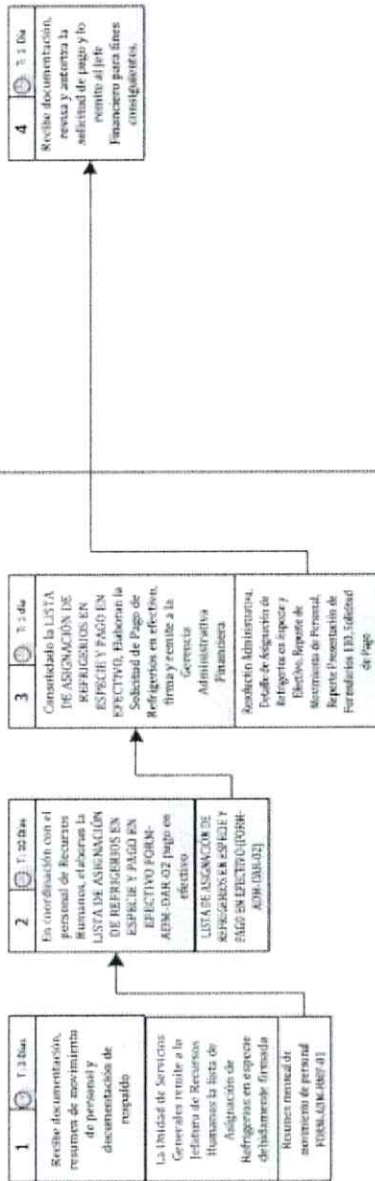 1 T: 2 Días
Recibe documentación,
resumen de movimiento
de personal y
documentación de
respaldo
La Unidad de Servicios
Generales remite a la
Jefatura de Recursos
Humanos la lista de
Asignación de
Refrigerios en especie
debidamente firmada
Resumen mensual de
movimiento de personal
2 T: 10 Días
En coordinación con el
personal de Recursos
Humanos, elaboran la
LISTA DE ASIGNACIÓN
DE REFRIGERIOS EN
ESPECIE Y PAGO EN
EFECTIVO FORM-
ADM-DAR-02 pago en
efectivo
LISTA DE ASIGNACIÓN DE
REFRIGERIOS EN ESPECIE Y
PAGO EN EFECTIVO (FORM-
ADM-DAR-02)
3 T: 1 día
Consolidado la LISTA
DE ASIGNACIÓN DE
REFRIGERIOS EN
ESPECIE Y PAGO EN
EFECTIVO, Elaboran la
Solicitud de Pago de
Refrigerios en efectivo,
firma y remite a la
Gerencia
Administrativa
Financiera
Resolución Administrativa,
Detalle de Asignación de
Refrigerios en Especie y
Efectivo, Reporte de
Movimiento de Personal,
Reporte Presentación de
Formularios 110, Solicitud
de Pago
4 T: 1 Día
Recibe documentación,
revisa y autoriza la
solicitud de pago y lo
remite al Jefe
Financiero para fines
consiguientes.